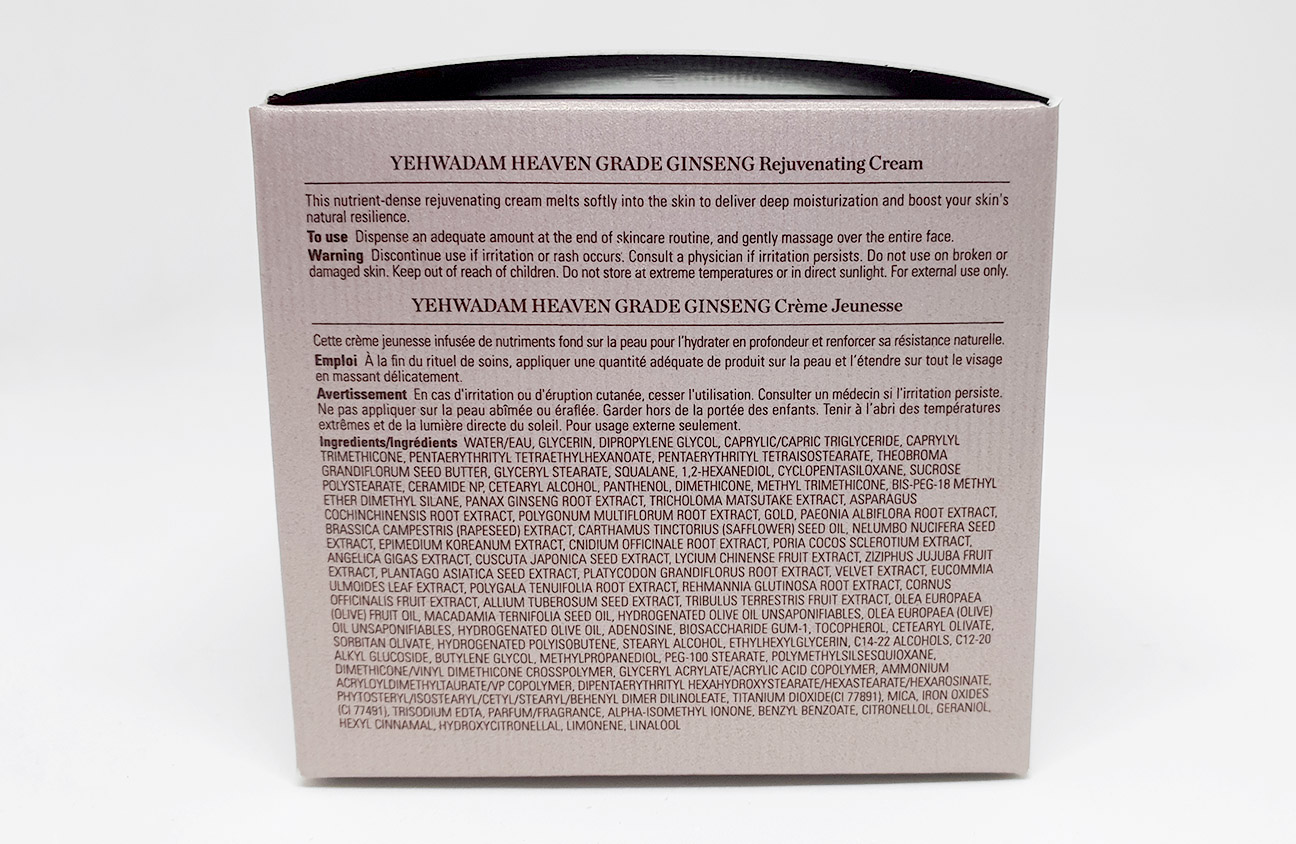 YEHWADAM HEAVEN GRADE GINSENG Rejuvenating Cream
This nutrient-dense rejuvenating cream melts softly into the skin to deliver deep moisturization and boost your skin's
natural resilience.
To use Dispense an adequate amount at the end of skincare routine, and gently massage over the entire face.
Warning Discontinue use if irritation or rash occurs. Consult a physician if irritation persists. Do not use on broken or
damaged skin. Keep out of reach of children. Do not store at extreme temperatures or in direct sunlight. For external use only.
YEHWADAM HEAVEN GRADE GINSENG Crème Jeunesse
Cette crème jeunesse infusée de nutriments fond sur la peau pour l'hydrater en profondeur et renforcer sa résistance naturelle.
Emploi À la fin du rituel de soins, appliquer une quantité adéquate de produit sur la peau et l'étendre sur tout le visage
en massant délicatement.
Avertissement En cas d'irritation ou d'éruption cutanée, cesser l'utilisation. Consulter un médecin si l'irritation persiste.
Ne pas appliquer sur la peau abîmée ou éraflée. Garder hors de la portée des enfants. Tenir à l'abri des températures
extrêmes et de la lumière directe du soleil. Pour usage externe seulement.
Ingredients/Ingrédients WATER/EAU, GLYCERIN, DIPROPYLENE GLYCOL, CAPRYLIC/CAPRIC TRIGLYCERIDE, CAPRYLYL
TRIMETHICONE, PENTAERYTHRITYL TETRAETHYLHEXANOATE, PENTAERYTHRITYL TETRAISOSTEARATE, THEOBROMA
GRANDIFLORUM SEED BUTTER, GLYCERYL STEARATE, SQUALANE, 1,2-HEXANEDIOL, CYCLOPENTASILOXANE, SUCROSE
POLYSTEARATE, CERAMIDE NP, CETEARYL ALCOHOL, PANTHENOL, DIMETHICONE, METHYL TRIMETHICONE, BIS-PEG-18 METHYL
ETHER DIMETHYL SILANE, PANAX GINSENG ROOT EXTRACT, TRICHOLOMA MATSUTAKE EXTRACT, ASPARAGUS
COCHINCHINENSIS ROOT EXTRACT, POLYGONUM MULTIFLORUM ROOT EXTRACT, GOLD, PAEONIA ALBIFLORA ROOT EXTRACT,
BRASSICA CAMPESTRIS (RAPESEED) EXTRACT, CARTHAMUS TINCTORIUS (SAFFLOWER) SEED OIL, NELUMBO NUCIFERA SEED
EXTRACT, EPIMEDIUM KOREANUM EXTRACT, CNIDIUM OFFICINALE ROOT EXTRACT, PORIA COCOS SCLEROTIUM EXTRACT,
ANGELICA GIGAS EXTRACT, CUSCUTA JAPONICA SEED EXTRACT, LYCIUM CHINENSE FRUIT EXTRACT, ZIZIPHUS JUJUBA FRUIT
EXTRACT, PLANTAGO ASIATICA SEED EXTRACT, PLATYCODON GRANDIFLORUS ROOT EXTRACT, VELVET EXTRACT, EUCOMMIA
ULMOIDES LEAF EXTRACT, POLYGALA TENUIFOLIA ROOT EXTRACT, REHMANNIA GLUTINOSA ROOT EXTRACT, CORNUS
OFFICINALIS FRUIT EXTRACT, ALLIUM TUBEROSUM SEED EXTRACT, TRIBULUS TERRESTRIS FRUIT EXTRACT, OLEA EUROPAEA
(OLIVE) FRUIT OIL, MACADAMIA TERNIFOLIA SEED OIL, HYDROGENATED OLIVE OIL UNSAPONIFIABLES, OLEA EUROPAEA (OLIVE)
OIL UNSAPONIFIABLES, HYDROGENATED OLIVE OIL, ADENOSINE, BIOSACCHARIDE GUM-1, TOCOPHEROL, CETEARYL OLIVATE,
SORBITAN OLIVATE, HYDROGENATED POLYISOBUTENE, STEARYL ALCOHOL, ETHYLHEXYLGLYCERIN, C14-22 ALCOHOLS, C12-20
ALKYL GLUCOSIDE, BUTYLENE GLYCOL, METHYLPROPANEDIOL, PEG-100 STEARATE, POLYMETHYLSILSESQUIOXANE,
DIMETHICONE/VINYL DIMETHICONE CROSSPOLYMER, GLYCERYL ACRYLATE/ACRYLIC ACID COPOLYMER, AMMONIUM
ACRYLOYLDIMETHYLTAURATE/VP COPOLYMER, DIPENTAERYTHRITYL HEXAHYDROXYSTEARATE/HEXASTEARATE/HEXAROSINATE,
PHYTOSTERYL/ISOSTEARYL/CETYL/STEARYL/BEHENYL DIMER DILINOLEATE, TITANIUM DIOXIDE(CI 77891), MICA, IRON OXIDES
(CI 77491), TRISODIUM EDTA, PARFUM/FRAGRANCE, ALPHA-ISOMETHYL IONONE, BENZYL BENZOATE, CITRONELLOL, GERANIOL,
HEXYL CINNAMAL, HYDROXYCITRONELLAL, LIMONENE, LINALOOL